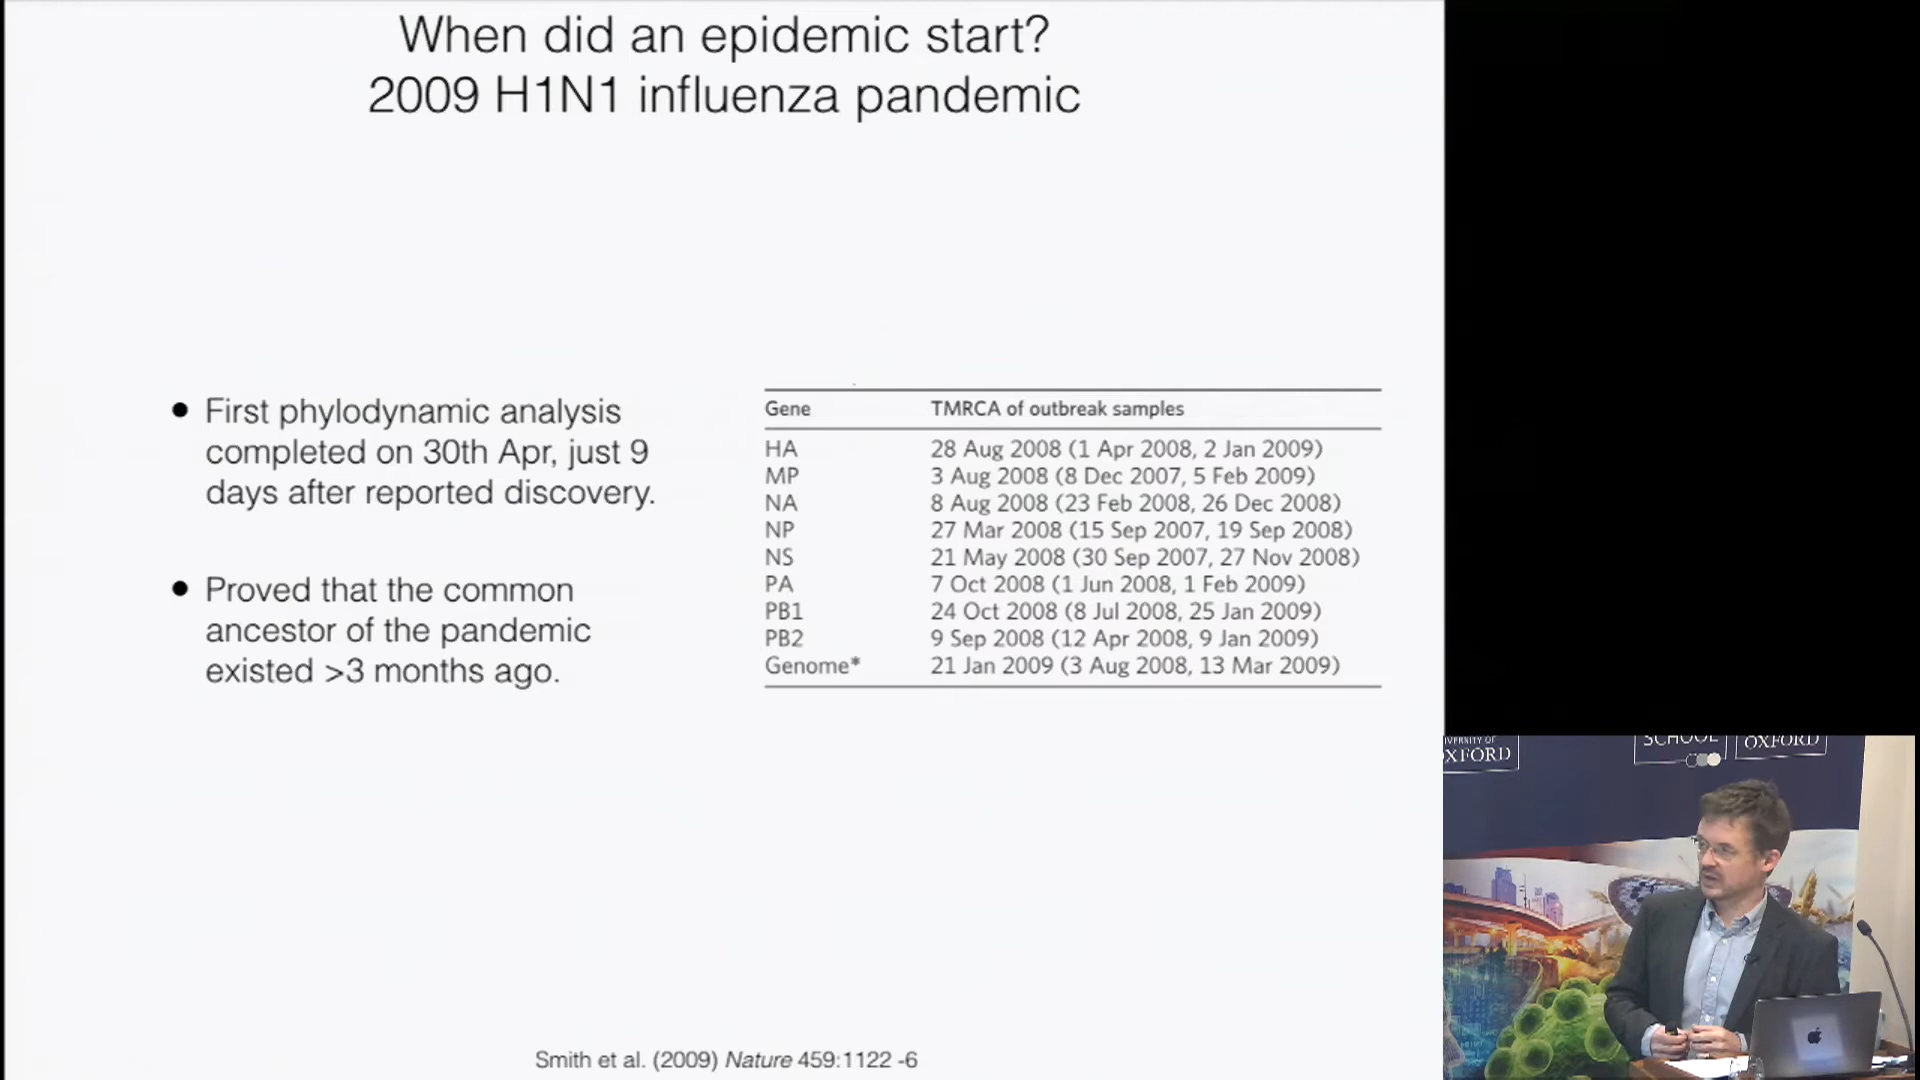 When did an epidemic start?
2009 H1N1 influenza pandemic
• First phylodynamic analysis
completed on 30th Apr, just 9
days after reported discovery.
• Proved that the common
ancestor of the pandemic
existed >3 months ago.
Gene TMRCA of outbreak samples
HA 28 Aug 2008 (1 Apr 2008, 2 Jan 2009)
MP 3 Aug 2008 (8 Dec 2007, 5 Feb 2009)
NA 8 Aug 2008 (23 Feb 2008, 26 Dec 2008)
NP 27 Mar 2008 (15 Sep 2007, 19 Sep 2008)
NS 21 May 2008 (30 Sep 2007, 27 Nov 2008)
PA 7 Oct 2008 (1 Jun 2008, 1 Feb 2009)
PB1 24 Oct 2008 (8 Jul 2008, 25 Jan 2009)
PB2 9 Sep 2008 (12 Apr 2008, 9 Jan 2009)
Genome* 21 Jan 2009 (3 Aug 2008, 13 Mar 2009)
Smith et al. (2009) Nature 459:1122 -6
SCHOOL
OXFORD